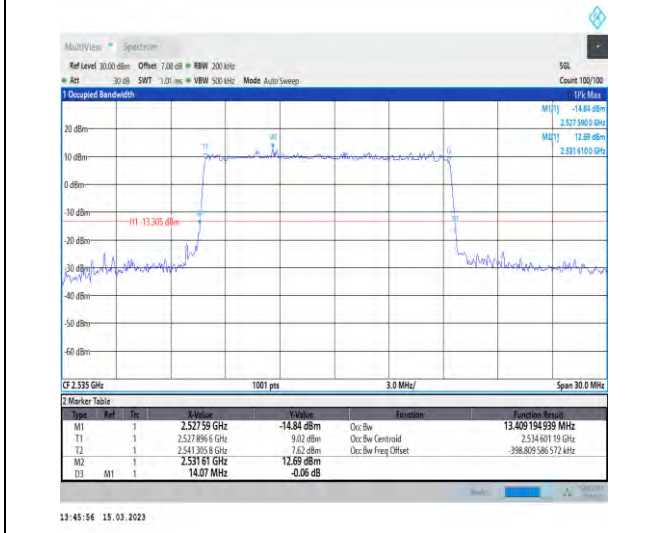 MultiView Spectrum
Ref Level 30.00 dBm Offset 7.08 dB RBW 200 kHz SGL
Att 30 dB SWT 1.01 ms VBW 500 kHz Mode Auto Sweep Count 100/100
1 Occupied Bandwidth 1Pk Max
M1[1] -14.84 dBm
2.527 590 0 GHz
M2[1] 12.69 dBm
2.531 610 0 GHz
20 dBm
T1 M2
10 dBm
0 dBm
-10 dBm
H1 -13.305 dBm
-20 dBm
-30 dBm
-40 dBm
-50 dBm
-60 dBm
CF 2.535 GHz 1001 pts 3.0 MHz/ Span 30.0 MHz
2 Marker Table
Type Ref Trc X-Value Y-Value Function Function Result
M1 1 2.527 59 GHz -14.84 dBm Occ Bw 13.409 194 939 MHz
T1 1 2.527 896 6 GHz 9.02 dBm Occ Bw Centroid 2.534 601 19 GHz
T2 1 2.541 305 8 GHz 7.62 dBm Occ Bw Freq Offset -398.809 586 572 kHz
M2 1 2.531 61 GHz 12.69 dBm
D3 M1 1 14.07 MHz -0.06 dB
13:45:56 15.03.2023